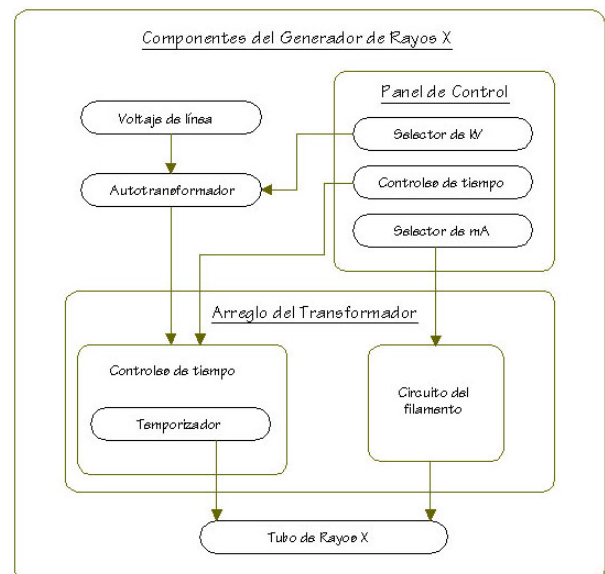 Componentes del Generador de Rayos X
Panel de Control
Voltaje de línea
Selector de kV
Autotransformador
Controles de tiempo
Selector de mA
Arreglo del Transformador
Controles de tiempo
Circuito del
filamento
Temporizador
Tubo de Rayos X